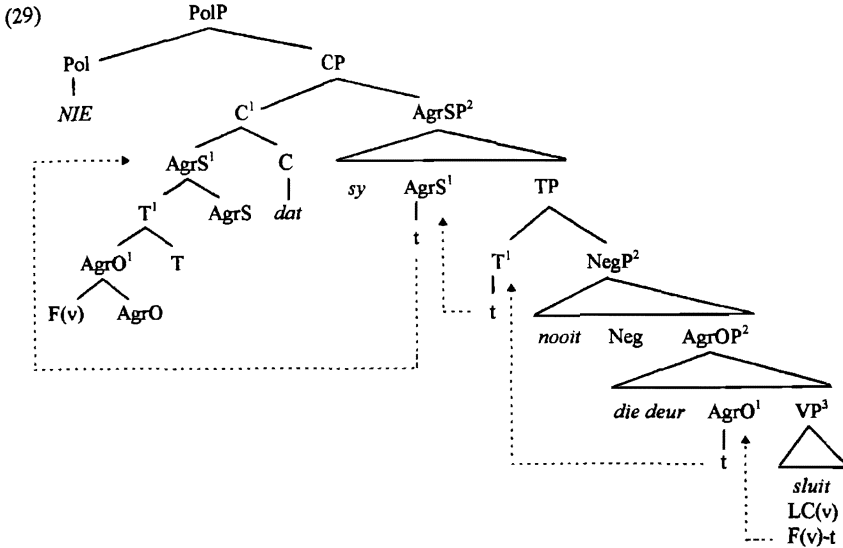 (29)
PolP
Pol CP
NIE C¹ AgrSP²
AgrS¹ C sy AgrS¹ TP
T¹ AgrS dat t
AgrO¹ T T¹ NegP²
F(v) AgrO t
nooit Neg AgrOP²
die deur AgrO¹ VP³
t
sluit
LC(v)
F(v)-t